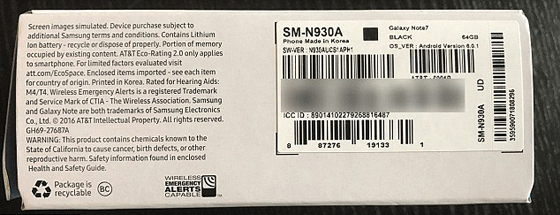 Screen images simulated. Device purchase subject to
additional Samsung terms and conditions. Contains Lithium
Ion battery - recycle or dispose of properly. Portion of memory
occupied by existing content. AT&T Eco-Rating 2.0 only applies
to smartphone. For limited factors evaluated visit
att.com/EcoSpace. Enclosed items imported - see each item
for country of origin. Printed in Korea. Rated for Hearing Aids:
M4/T4. Wireless Emergency Alerts is a registered Trademark
and Service Mark of CTIA - The Wireless Association. Samsung
and Galaxy Note are both trademarks of Samsung Electronics
Co., Ltd. © 2016 AT&T Intellectual Property. All rights reserved.
GH69-27687A
WARNING: This product contains chemicals known to the
State of California to cause cancer, birth defects, or other
reproductive harm. Safety information found in enclosed
Health and Safety Guide.
Package is
recyclable
BC
WIRELESS
EMERGENCY
ALERTS
CAPABLE™
SM-N930A
Phone Made in Korea
SW-VER : N930AUCS1APH1
Galaxy Note7
BLACK 64GB
OS_VER : Android Version 6.0.1
ICC ID : 89014102279268816487
8 87276 19133 1
UD
SM-N930A
359590071808296